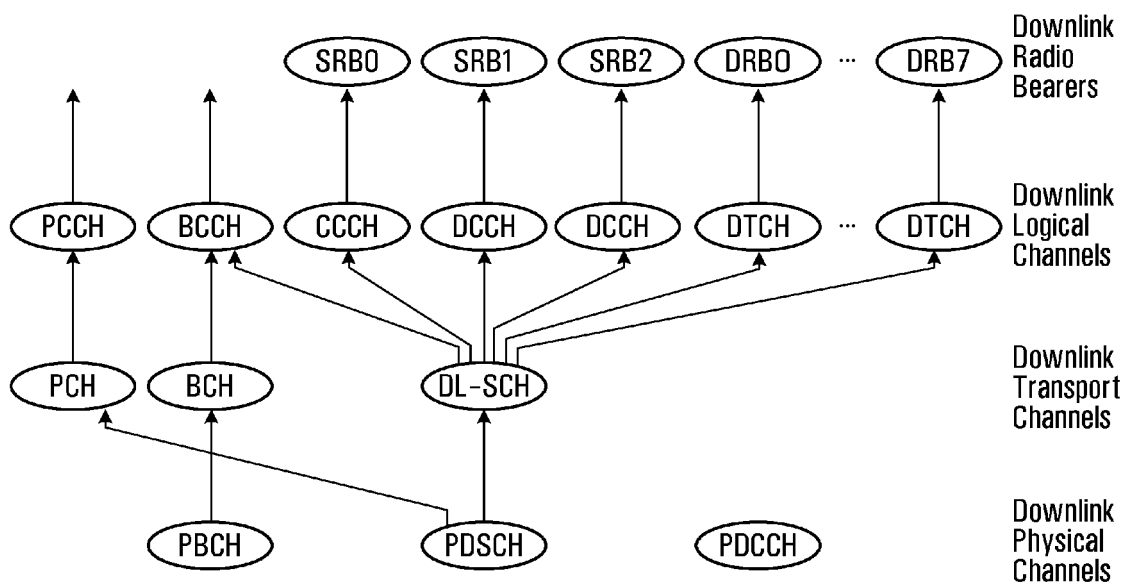 SRB0 SRB1 SRB2 DRB0 ... DRB7
Downlink
Radio
Bearers
PCCH BCCH CCCH DCCH DCCH DTCH ... DTCH
Downlink
Logical
Channels
PCH BCH DL-SCH
Downlink
Transport
Channels
PBCH PDSCH PDCCH
Downlink
Physical
Channels